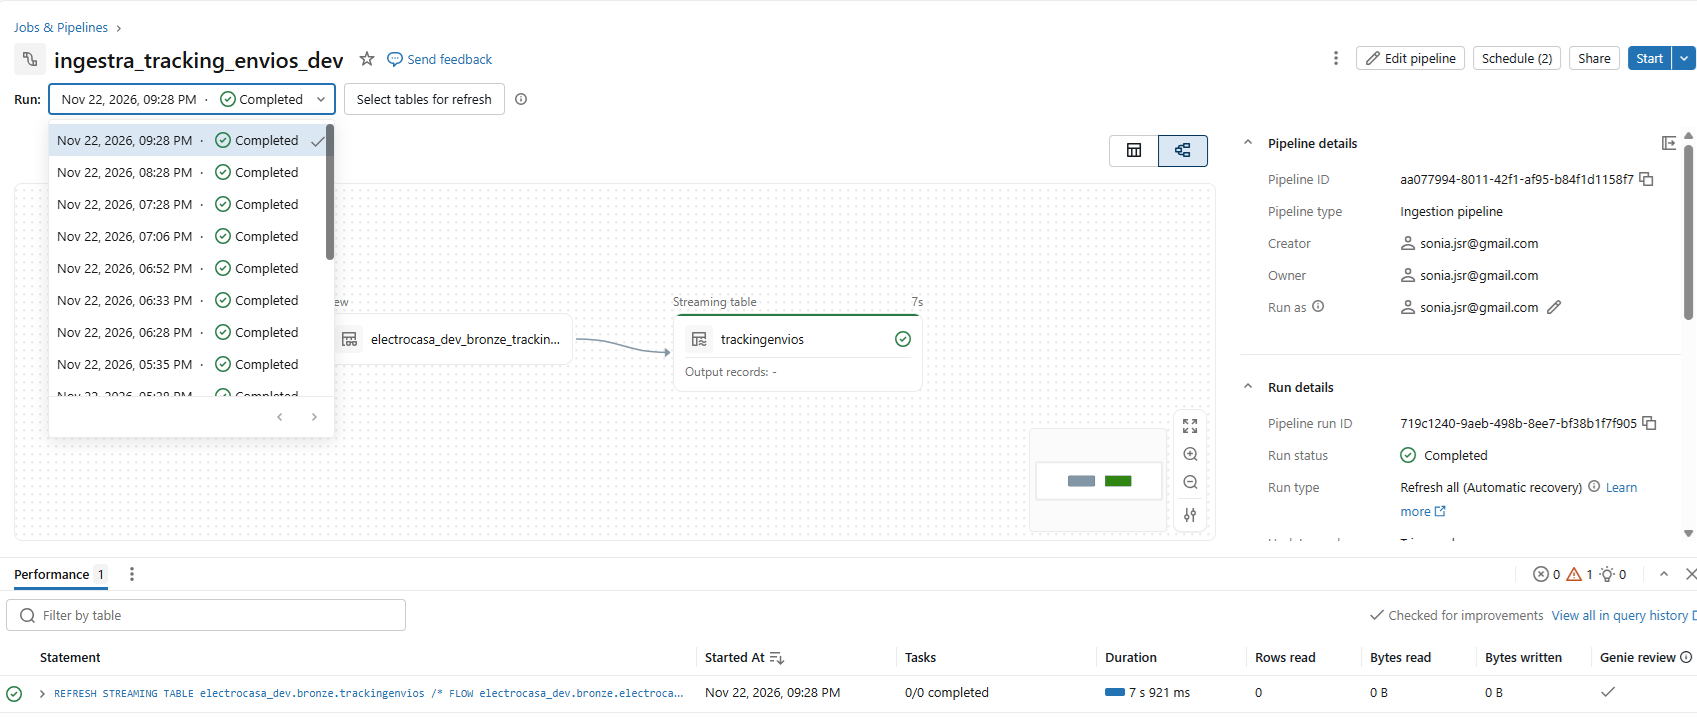 Jobs & Pipelines
ingestra_tracking_envios_dev
Send feedback
Edit pipeline
Schedule (2)
Share
Start
Run:
Nov 22, 2026, 09:28 PM · Completed
Select tables for refresh
Nov 22, 2026, 09:28 PM · Completed
Nov 22, 2026, 08:28 PM · Completed
Nov 22, 2026, 07:28 PM · Completed
Nov 22, 2026, 07:06 PM · Completed
Nov 22, 2026, 06:52 PM · Completed
Nov 22, 2026, 06:33 PM · Completed
Nov 22, 2026, 06:28 PM · Completed
Nov 22, 2026, 05:35 PM · Completed
Nov 22, 2026, 05:28 PM · Completed
ew
electrocasa_dev_bronze_trackin...
Streaming table 7s
trackingenvios
Output records: -
Pipeline details
Pipeline ID aa077994-8011-42f1-af95-b84f1d1158f7
Pipeline type Ingestion pipeline
Creator sonia.jsr@gmail.com
Owner sonia.jsr@gmail.com
Run as sonia.jsr@gmail.com
Run details
Pipeline run ID 719c1240-9aeb-498b-8ee7-bf38b1f7f905
Run status Completed
Run type Refresh all (Automatic recovery) Learn
more
Performance 1
0 1 0
Filter by table
Checked for improvements View all in query history
Statement Started At Tasks Duration Rows read Bytes read Bytes written Genie review
REFRESH STREAMING TABLE electrocasa_dev.bronze.trackingenvios /* FLOW electrocasa_dev.bronze.electroca... Nov 22, 2026, 09:28 PM 0/0 completed 7 s 921 ms 0 0 B 0 B